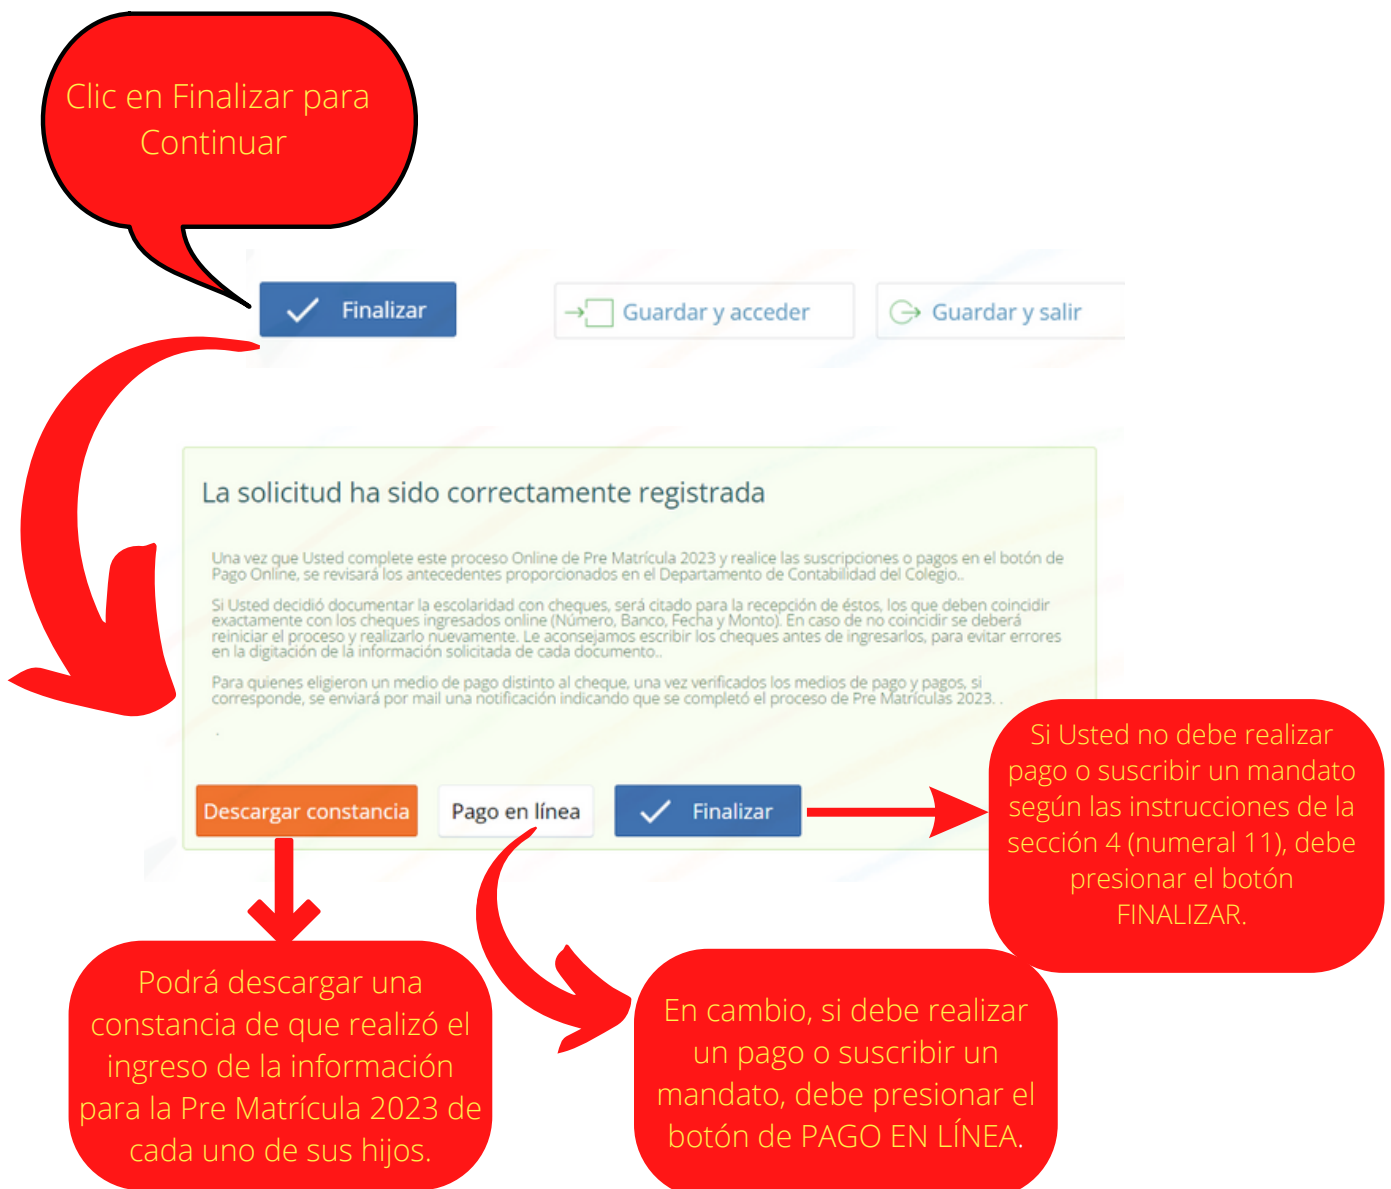 Clic en Finalizar para
Continuar
Finalizar
Guardar y acceder
Guardar y salir
La solicitud ha sido correctamente registrada
Una vez que Usted complete este proceso Online de Pre Matrícula 2023 y realice las suscripciones o pagos en el botón de
Pago Online, se revisará los antecedentes proporcionados en el Departamento de Contabilidad del Colegio..
Si Usted decidió documentar la escolaridad con cheques, será citado para la recepción de éstos, los que deben coincidir
exactamente con los cheques ingresados online (Número, Banco, Fecha y Monto). En caso de no coincidir se deberá
reiniciar el proceso y realizarlo nuevamente. Le aconsejamos escribir los cheques antes de ingresarlos, para evitar errores
en la digitación de la información solicitada de cada documento..
Para quienes eligieron un medio de pago distinto al cheque, una vez verificados los medios de pago y pagos, si
corresponde, se enviará por mail una notificación indicando que se completó el proceso de Pre Matrículas 2023. .
.
Descargar constancia
Pago en línea
Finalizar
Si Usted no debe realizar
pago o suscribir un mandato
según las instrucciones de la
sección 4 (numeral 11), debe
presionar el botón
FINALIZAR.
Podrá descargar una
constancia de que realizó el
ingreso de la información
para la Pre Matrícula 2023 de
cada uno de sus hijos.
En cambio, si debe realizar
un pago o suscribir un
mandato, debe presionar el
botón de PAGO EN LÍNEA.